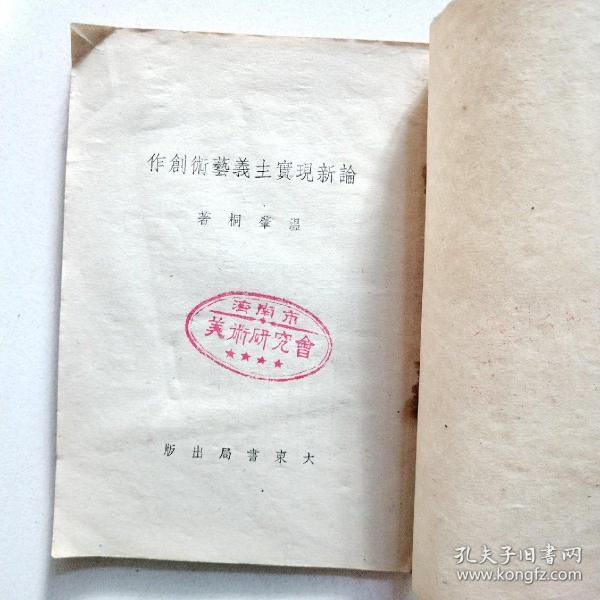 論新現實主義藝術創作
溫肇桐著
濟南市
美術研究會
★★★★
大東書局出版
孔夫子旧书网
www.kongfz.com